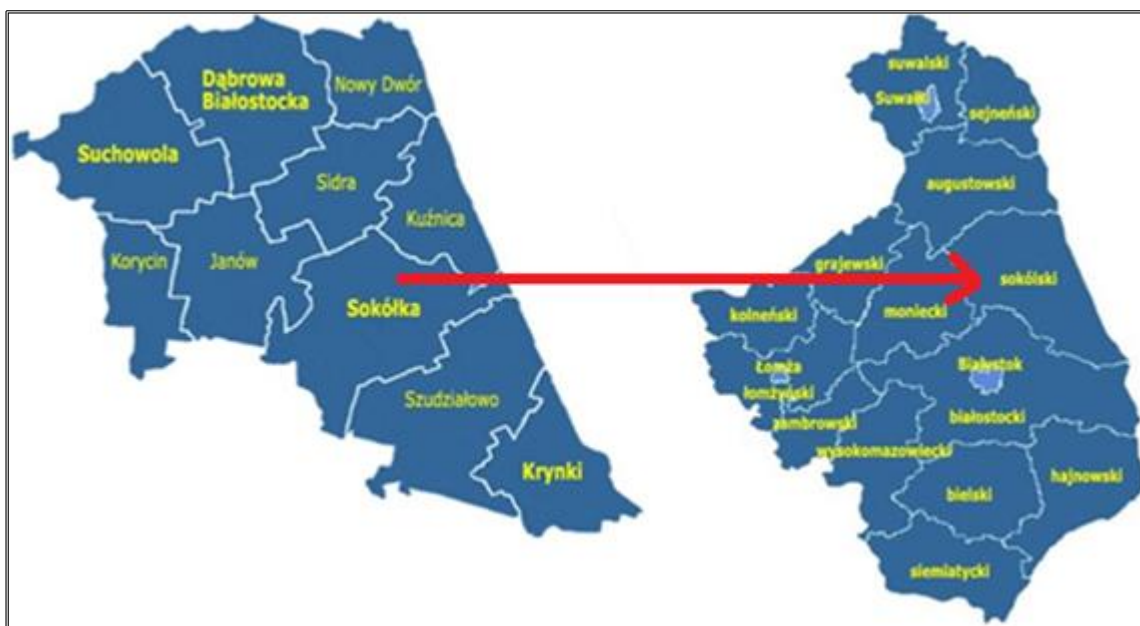 Dąbrowa
Białostocka
Nowy Dwór
Suchowola
Sidra
Kuźnica
Korycin
Janów
Sokółka
Szudziałowo
Krynki
suwalski
Suwałki
sejneński
augustowski
grajewski
sokólski
kolneński
moniecki
Łomża
Białystok
łomżyński
zambrowski
białostocki
wysokomazowiecki
hajnowski
bielski
siemiatycki